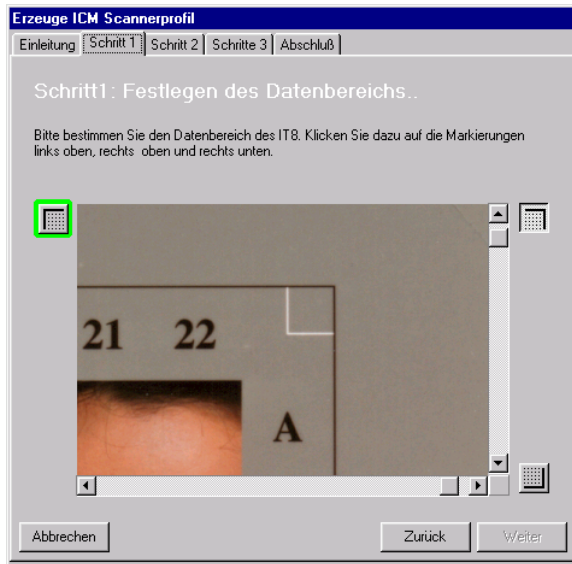 Erzeuge ICM Scannerprofil
Einleitung Schritt 1 Schritt 2 Schritte 3 Abschluß
Schritt1: Festlegen des Datenbereichs..
Bitte bestimmen Sie den Datenbereich des IT8. Klicken Sie dazu auf die Markierungen
links oben, rechts oben und rechts unten.
21 22
A
Abbrechen Zurück Weiter